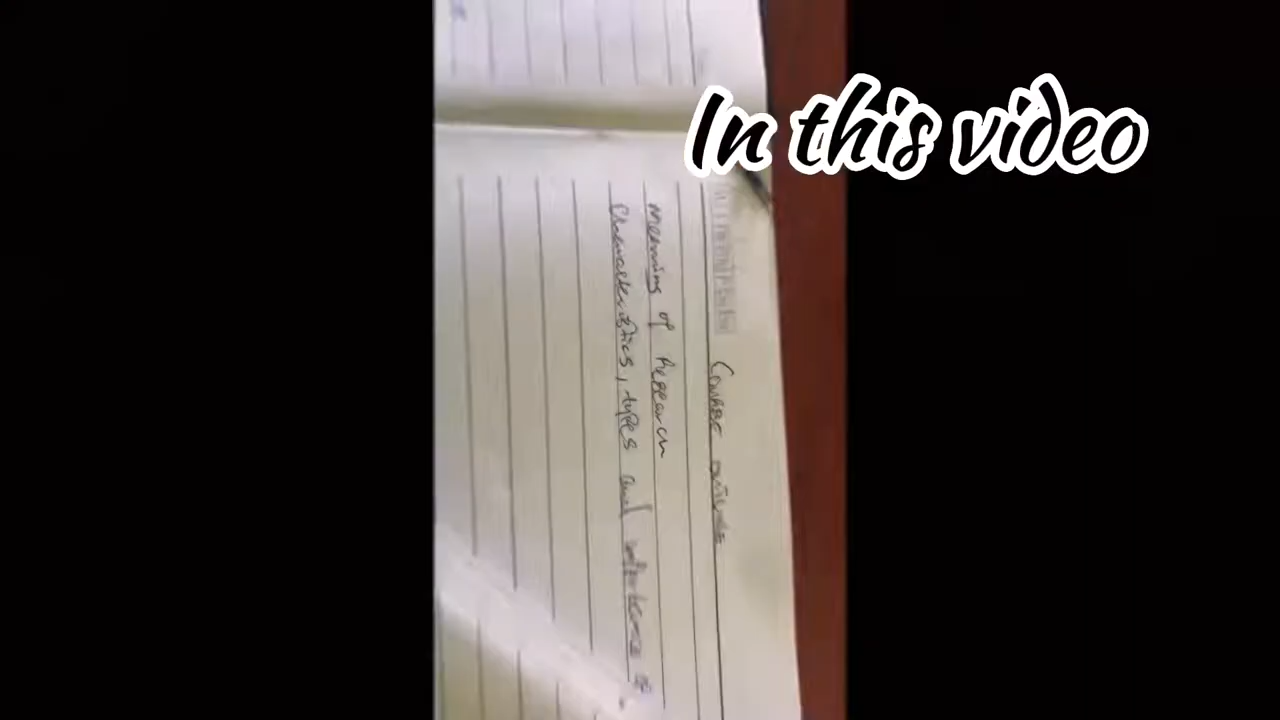 In this video
Course outline
Meaning of Research
Characteristics, types and importance of